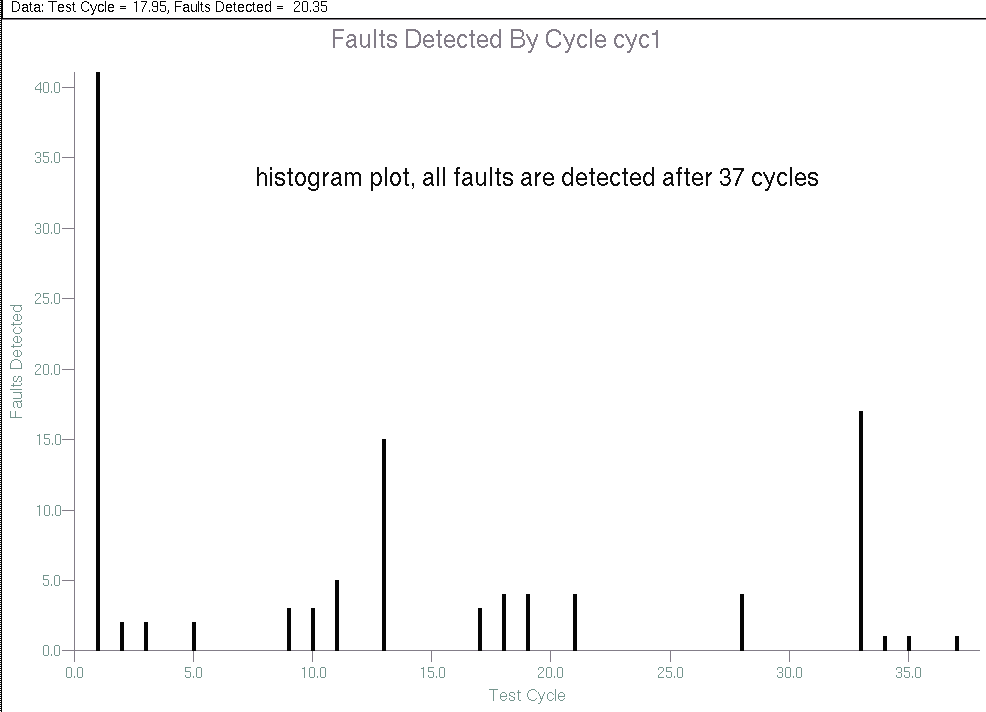 Data: Test Cycle = 17.95, Faults Detected = 20.35
Faults Detected By Cycle cyc1
40.0
35.0
histogram plot, all faults are detected after 37 cycles
30.0
25.0
20.0
15.0
10.0
5.0
0.0
Faults Detected
0.0 5.0 10.0 15.0 20.0 25.0 30.0 35.0
Test Cycle